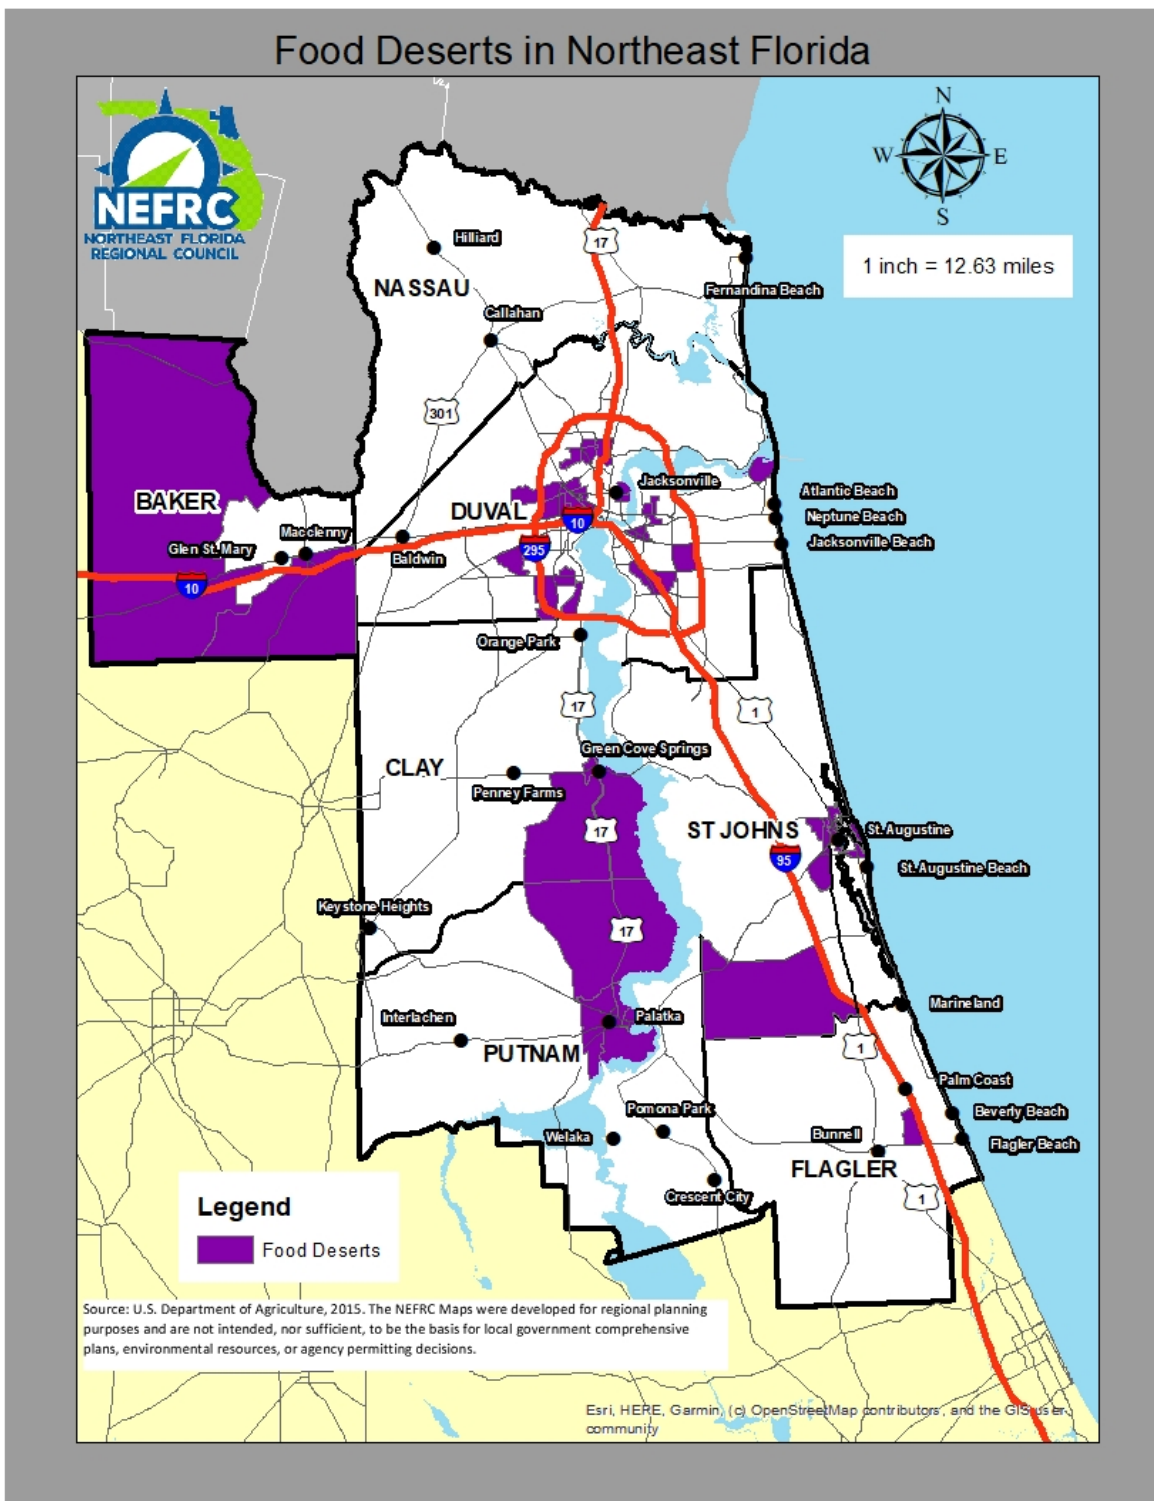 Food Deserts in Northeast Florida
NEFRC
NORTHEAST FLORIDA
REGIONAL COUNCIL
N
W
E
S
1 inch = 12.63 miles
Hilliard
17
NASSAU
Fernandina Beach
Callahan
301
BAKER
DUVAL
Jacksonville
Atlantic Beach
Neptune Beach
Jacksonville Beach
10
295
Macclenny
Glen St. Mary
Baldwin
10
Orange Park
17
1
Green Cove Springs
CLAY
Penney Farms
17
ST JOHNS
St. Augustine
95
St. Augustine Beach
Keystone Heights
17
Marineland
Interlachen
Palatka
PUTNAM
1
Palm Coast
Pomona Park
Beverly Beach
Welaka
Bunnell
Flagler Beach
FLAGLER
Crescent City
1
Legend
Food Deserts
Source: U.S. Department of Agriculture, 2015. The NEFRC Maps were developed for regional planning
purposes and are not intended, nor sufficient, to be the basis for local government comprehensive
plans, environmental resources, or agency permitting decisions.
Esri, HERE, Garmin, (c) OpenStreetMap contributors, and the GIS user
community